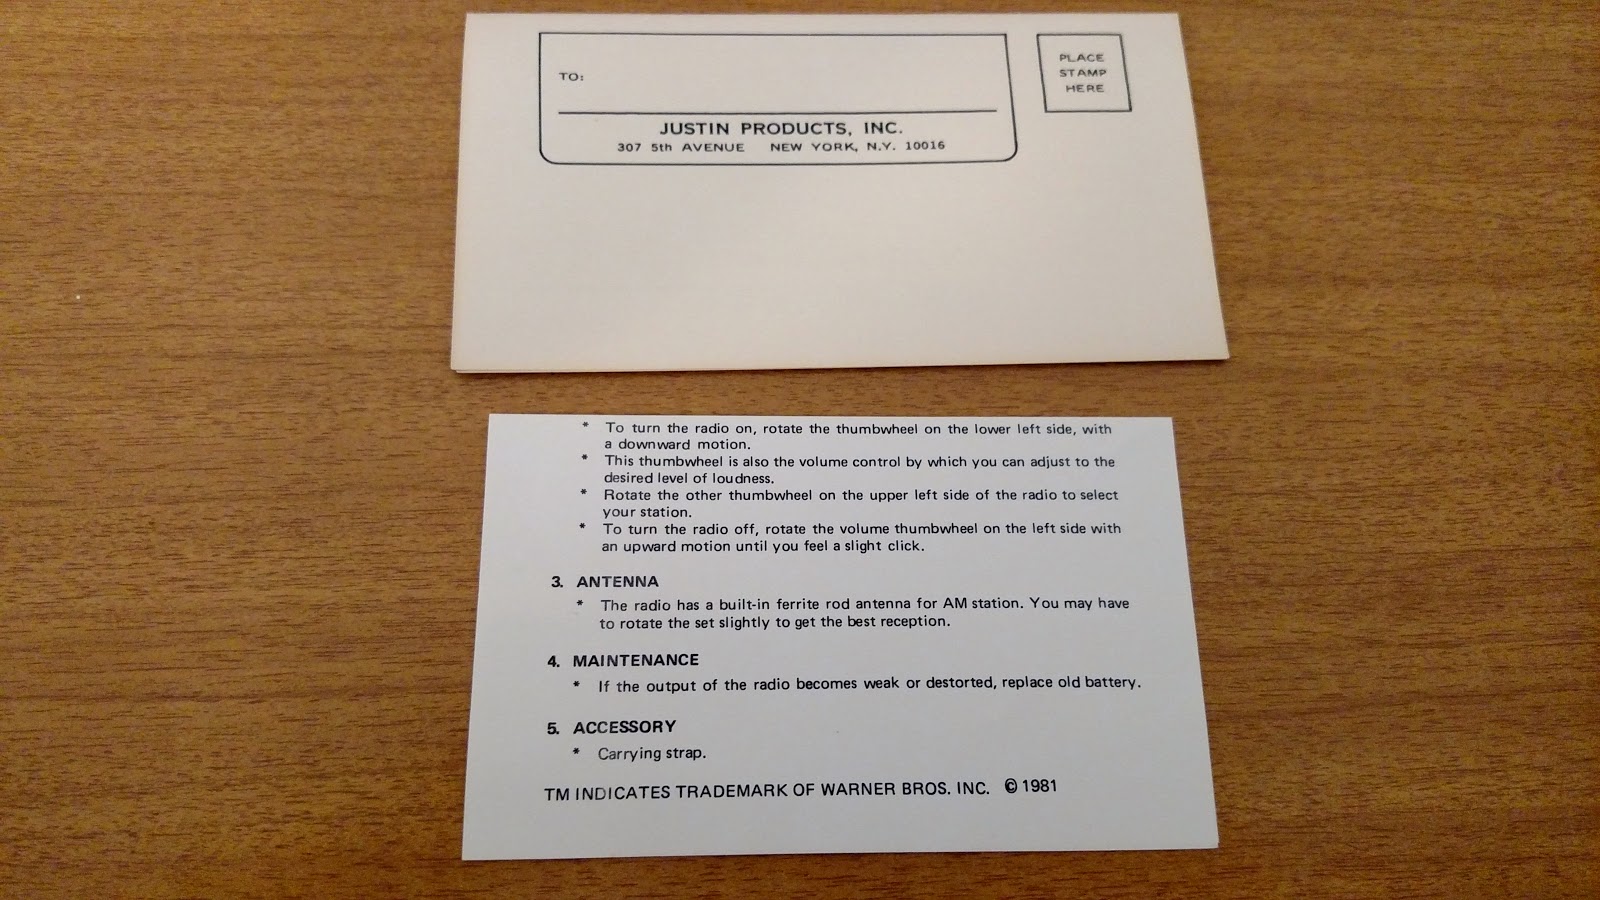 TO:
PLACE
STAMP
HERE
JUSTIN PRODUCTS, INC.
307 5th AVENUE NEW YORK, N.Y. 10016
* To turn the radio on, rotate the thumbwheel on the lower left side, with
a downward motion.
* This thumbwheel is also the volume control by which you can adjust to the
desired level of loudness.
* Rotate the other thumbwheel on the upper left side of the radio to select
your station.
* To turn the radio off, rotate the volume thumbwheel on the left side with
an upward motion until you feel a slight click.
3. ANTENNA
* The radio has a built-in ferrite rod antenna for AM station. You may have
to rotate the set slightly to get the best reception.
4. MAINTENANCE
* If the output of the radio becomes weak or destorted, replace old battery.
5. ACCESSORY
* Carrying strap.
TM INDICATES TRADEMARK OF WARNER BROS. INC. © 1981